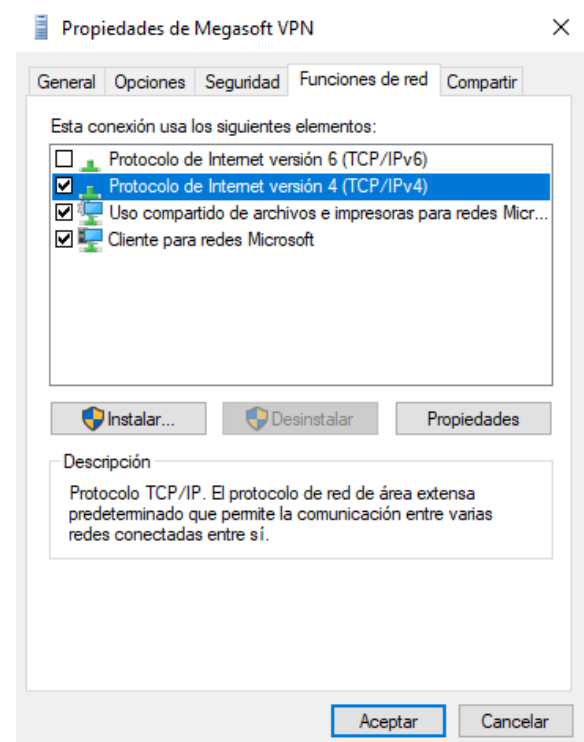 Propiedades de Megasoft VPN
General Opciones Seguridad Funciones de red Compartir
Esta conexión usa los siguientes elementos:
Protocolo de Internet versión 6 (TCP/IPv6)
Protocolo de Internet versión 4 (TCP/IPv4)
Uso compartido de archivos e impresoras para redes Micr...
Cliente para redes Microsoft
Instalar... Desinstalar Propiedades
Descripción
Protocolo TCP/IP. El protocolo de red de área extensa
predeterminado que permite la comunicación entre varias
redes conectadas entre sí.
Aceptar Cancelar